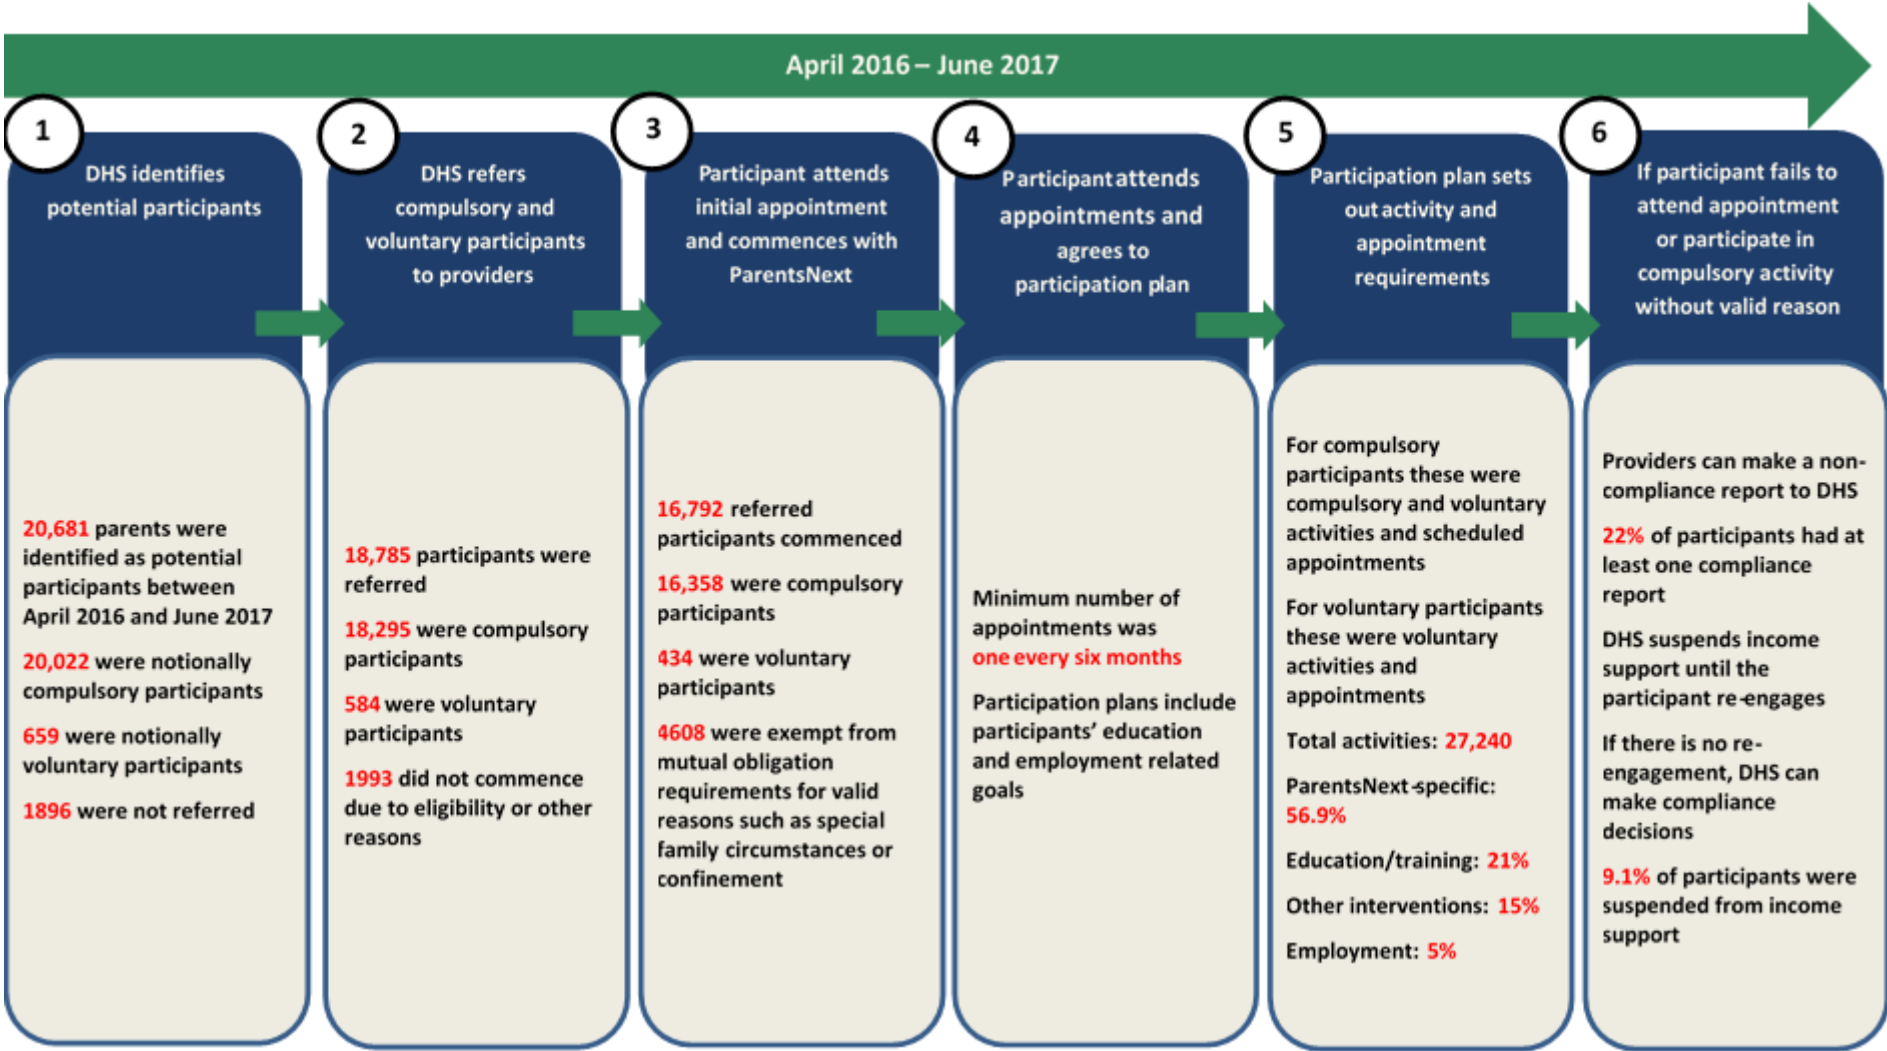 April 2016 – June 2017
1
DHS identifies
potential participants
20,681 parents were
identified as potential
participants between
April 2016 and June 2017
20,022 were notionally
compulsory participants
659 were notionally
voluntary participants
1896 were not referred
2
DHS refers
compulsory and
voluntary participants
to providers
18,785 participants were
referred
18,295 were compulsory
participants
584 were voluntary
participants
1993 did not commence
due to eligibility or other
reasons
3
Participant attends
initial appointment
and commences with
ParentsNext
16,792 referred
participants commenced
16,358 were compulsory
participants
434 were voluntary
participants
4608 were exempt from
mutual obligation
requirements for valid
reasons such as special
family circumstances or
confinement
4
Participant attends
appointments and
agrees to
participation plan
Minimum number of
appointments was
one every six months
Participation plans include
participants’ education
and employment related
goals
5
Participation plan sets
out activity and
appointment
requirements
For compulsory
participants these were
compulsory and voluntary
activities and scheduled
appointments
For voluntary participants
these were voluntary
activities and
appointments
Total activities: 27,240
ParentsNext-specific:
56.9%
Education/training: 21%
Other interventions: 15%
Employment: 5%
6
If participant fails to
attend appointment
or participate in
compulsory activity
without valid reason
Providers can make a non-
compliance report to DHS
22% of participants had at
least one compliance
report
DHS suspends income
support until the
participant re-engages
If there is no re-
engagement, DHS can
make compliance
decisions
9.1% of participants were
suspended from income
support